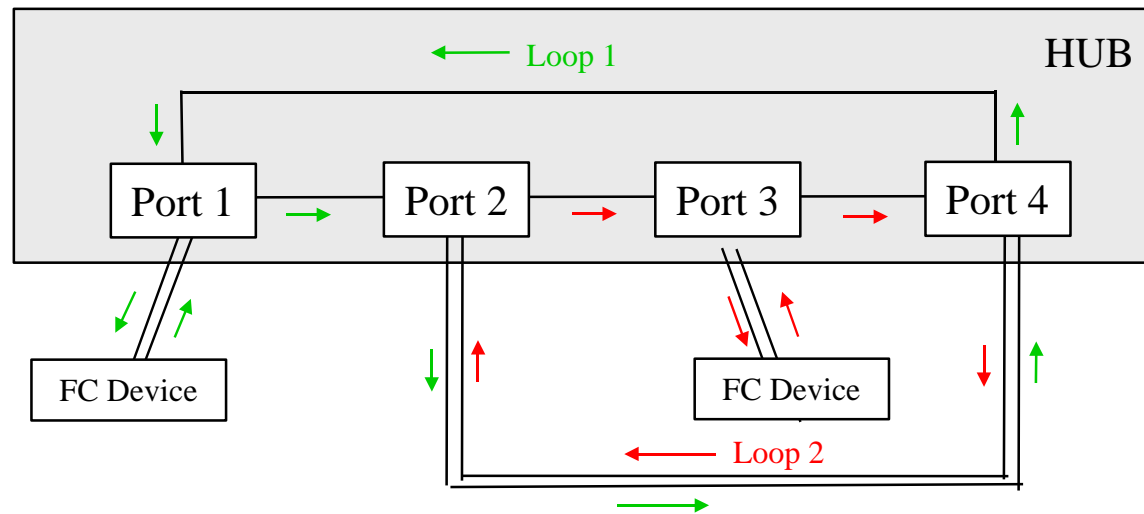 Loop 1
HUB
Port 1
Port 2
Port 3
Port 4
FC Device
FC Device
Loop 2